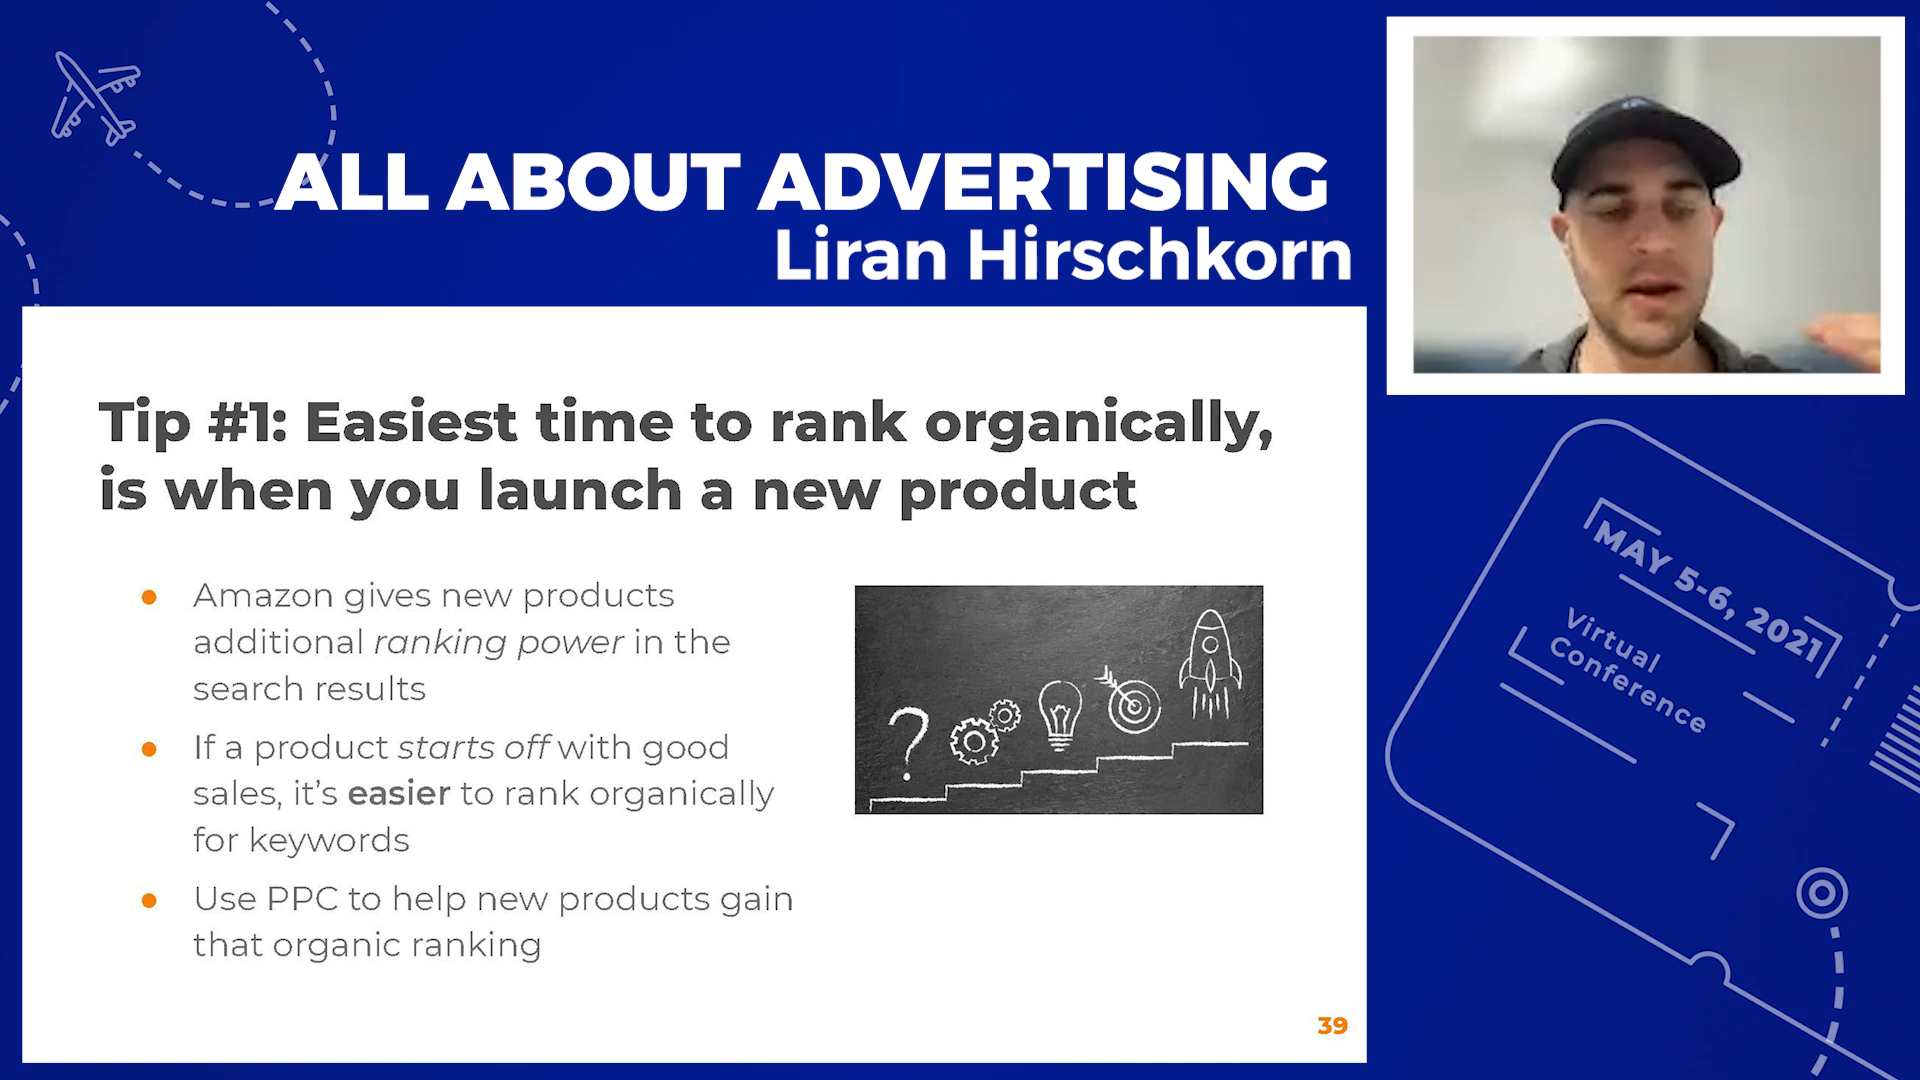 ALL ABOUT ADVERTISING
Liran Hirschkorn
Tip #1: Easiest time to rank organically,
is when you launch a new product
● Amazon gives new products
additional ranking power in the
search results
● If a product starts off with good
sales, it's easier to rank organically
for keywords
● Use PPC to help new products gain
that organic ranking
?
39
MAY 5-6, 2021
Virtual
Conference